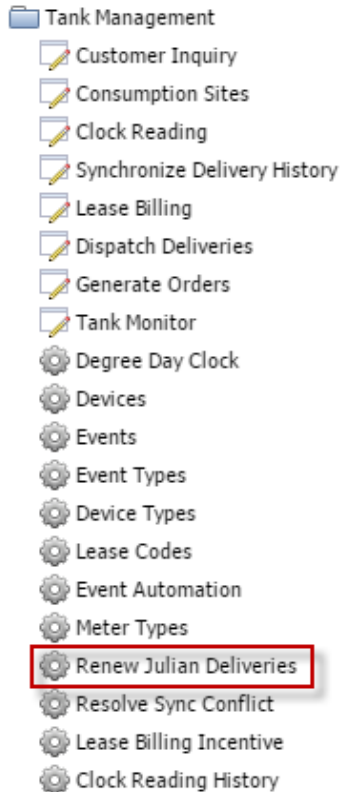 Tank Management
Customer Inquiry
Consumption Sites
Clock Reading
Synchronize Delivery History
Lease Billing
Dispatch Deliveries
Generate Orders
Tank Monitor
Degree Day Clock
Devices
Events
Event Types
Device Types
Lease Codes
Event Automation
Meter Types
Renew Julian Deliveries
Resolve Sync Conflict
Lease Billing Incentive
Clock Reading History